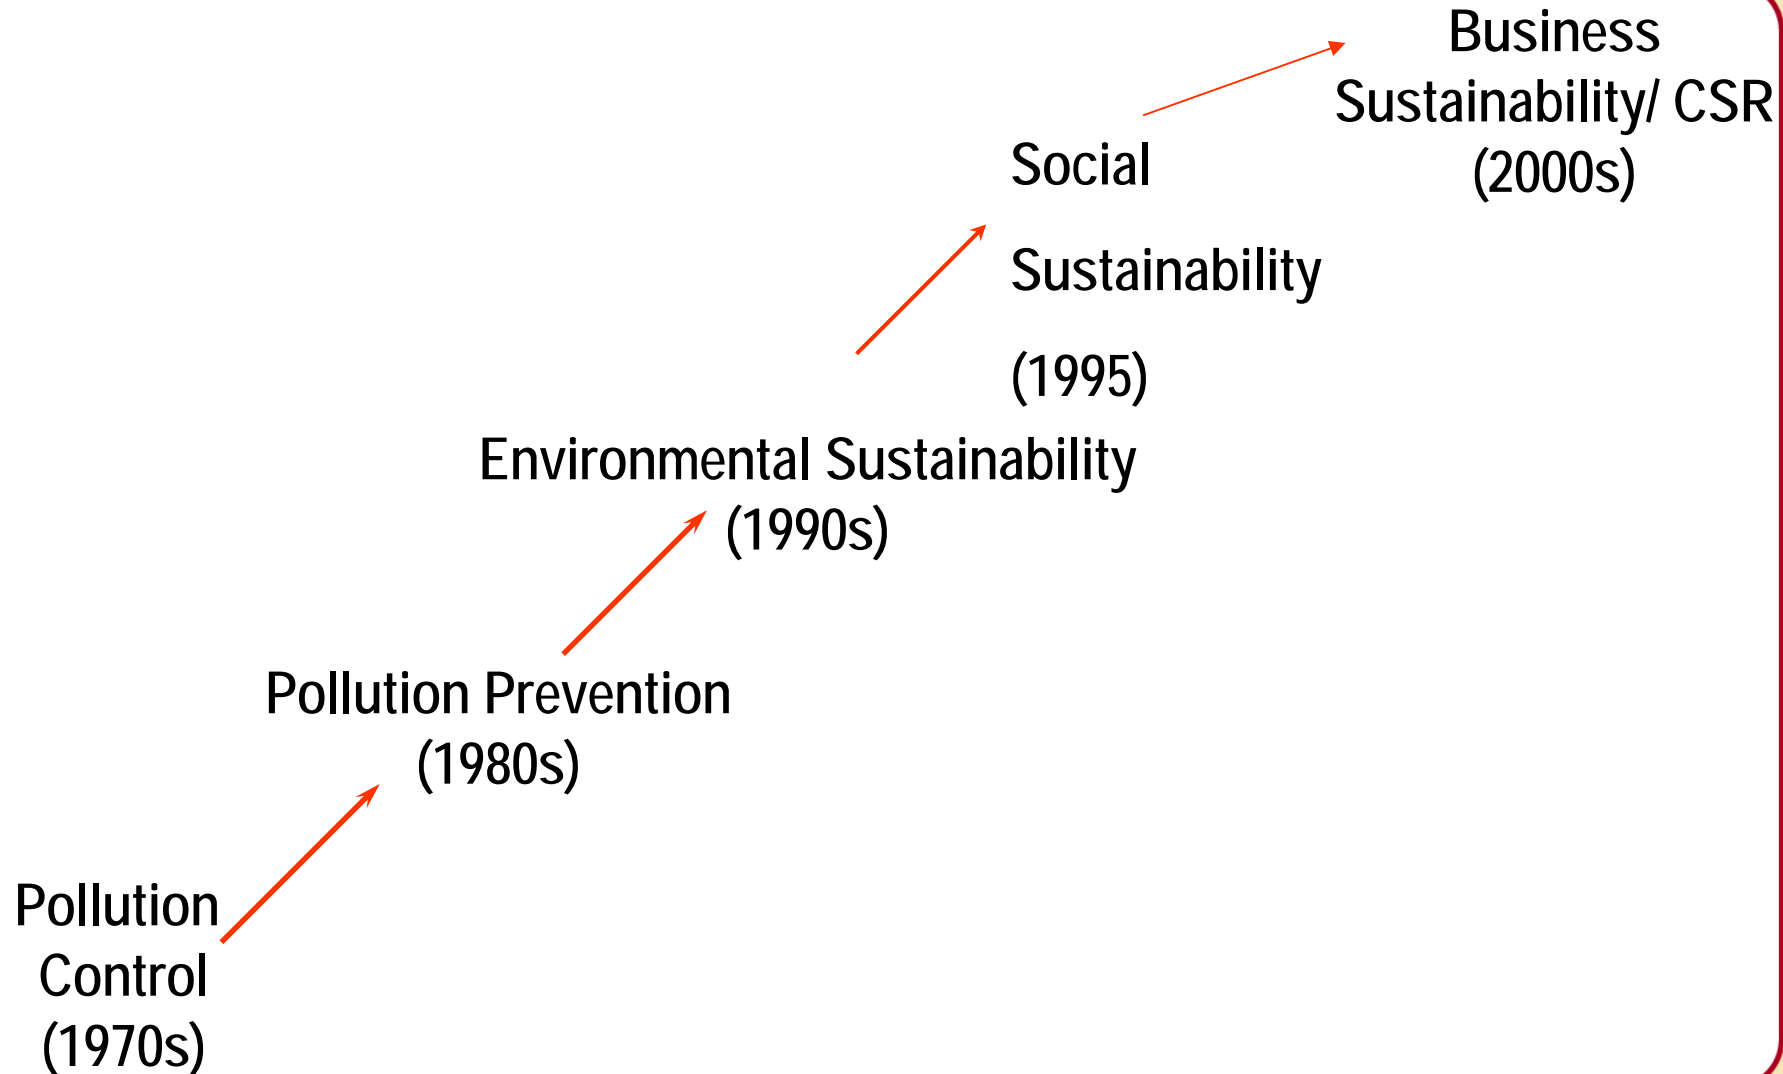 Business
Sustainability/ CSR
(2000s)
Social
Sustainability
(1995)
Environmental Sustainability
(1990s)
Pollution Prevention
(1980s)
Pollution
Control
(1970s)